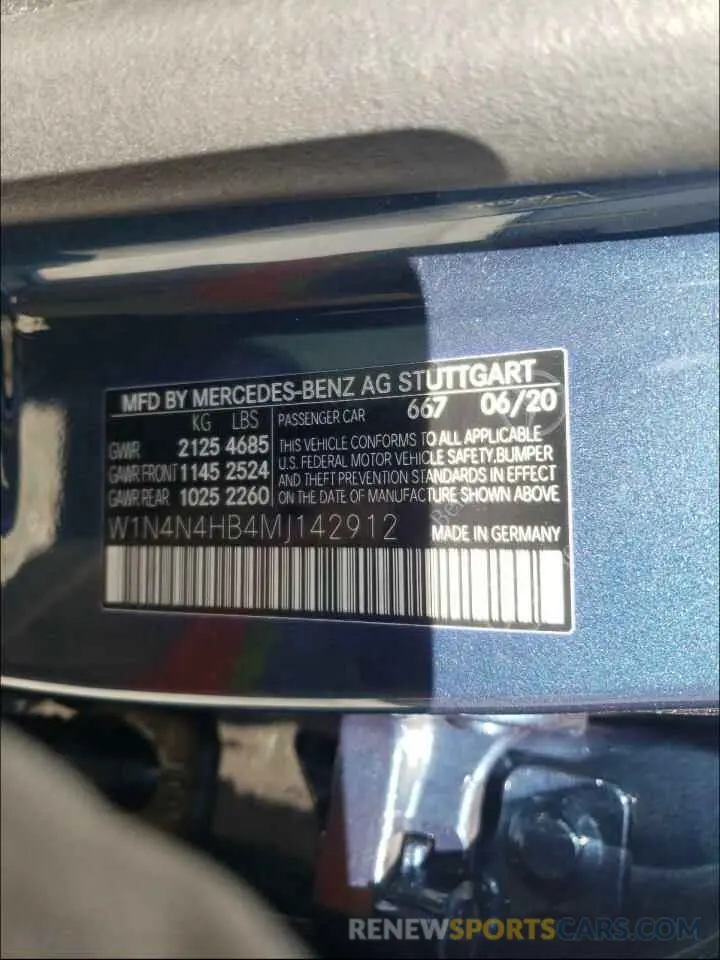 MFD BY MERCEDES-BENZ AG STUTTGART
KG LBS PASSENGER CAR 667 06/20
GVWR 2125 4685 THIS VEHICLE CONFORMS TO ALL APPLICABLE
GAWR FRONT 1145 2524 U.S. FEDERAL MOTOR VEHICLE SAFETY, BUMPER
GAWR REAR 1025 2260 AND THEFT PREVENTION STANDARDS IN EFFECT
ON THE DATE OF MANUFACTURE SHOWN ABOVE
W1N4N4HB4MJ142912 MADE IN GERMANY
RENEWSPORTSCARS.COM